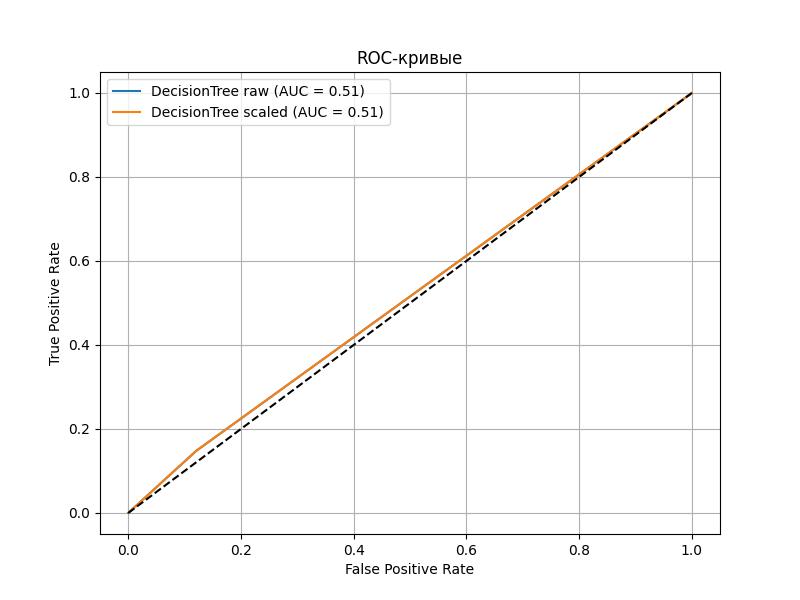 ROC-кривые
DecisionTree raw (AUC = 0.51)
DecisionTree scaled (AUC = 0.51)
True Positive Rate
1.0
0.8
0.6
0.4
0.2
0.0
0.0 0.2 0.4 0.6 0.8 1.0
False Positive Rate